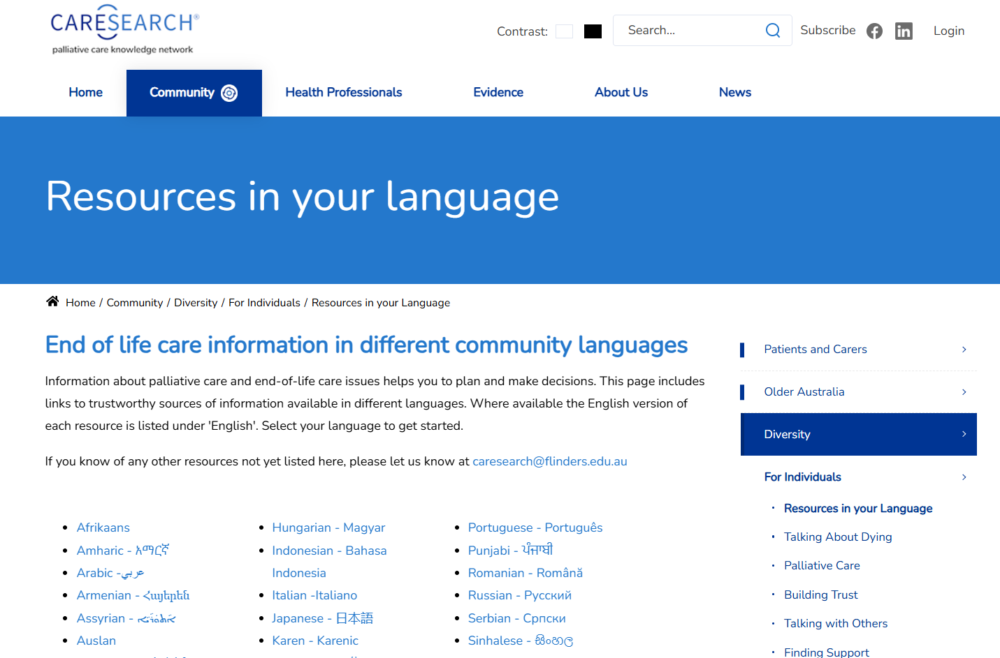 CARESEARCH®
palliative care knowledge network
Contrast:
Search...
Subscribe
Login
Home
Community
Health Professionals
Evidence
About Us
News
Resources in your language
Home / Community / Diversity / For Individuals / Resources in your Language
End of life care information in different community languages
Information about palliative care and end-of-life care issues helps you to plan and make decisions. This page includes
links to trustworthy sources of information available in different languages. Where available the English version of
each resource is listed under 'English'. Select your language to get started.
If you know of any other resources not yet listed here, please let us know at caresearch@flinders.edu.au
Afrikaans
Amharic - አማርኛ
Arabic -عربي
Armenian - Հայերեն
Assyrian -
Auslan
Hungarian - Magyar
Indonesian - Bahasa
Indonesia
Italian -Italiano
Japanese - 日本語
Karen - Karenic
Portuguese - Português
Punjabi - ਪੰਜਾਬੀ
Romanian - Română
Russian - Русский
Serbian - Српски
Sinhalese - සිංහල
Patients and Carers
Older Australia
Diversity
For Individuals
Resources in your Language
Talking About Dying
Palliative Care
Building Trust
Talking with Others
Finding Support